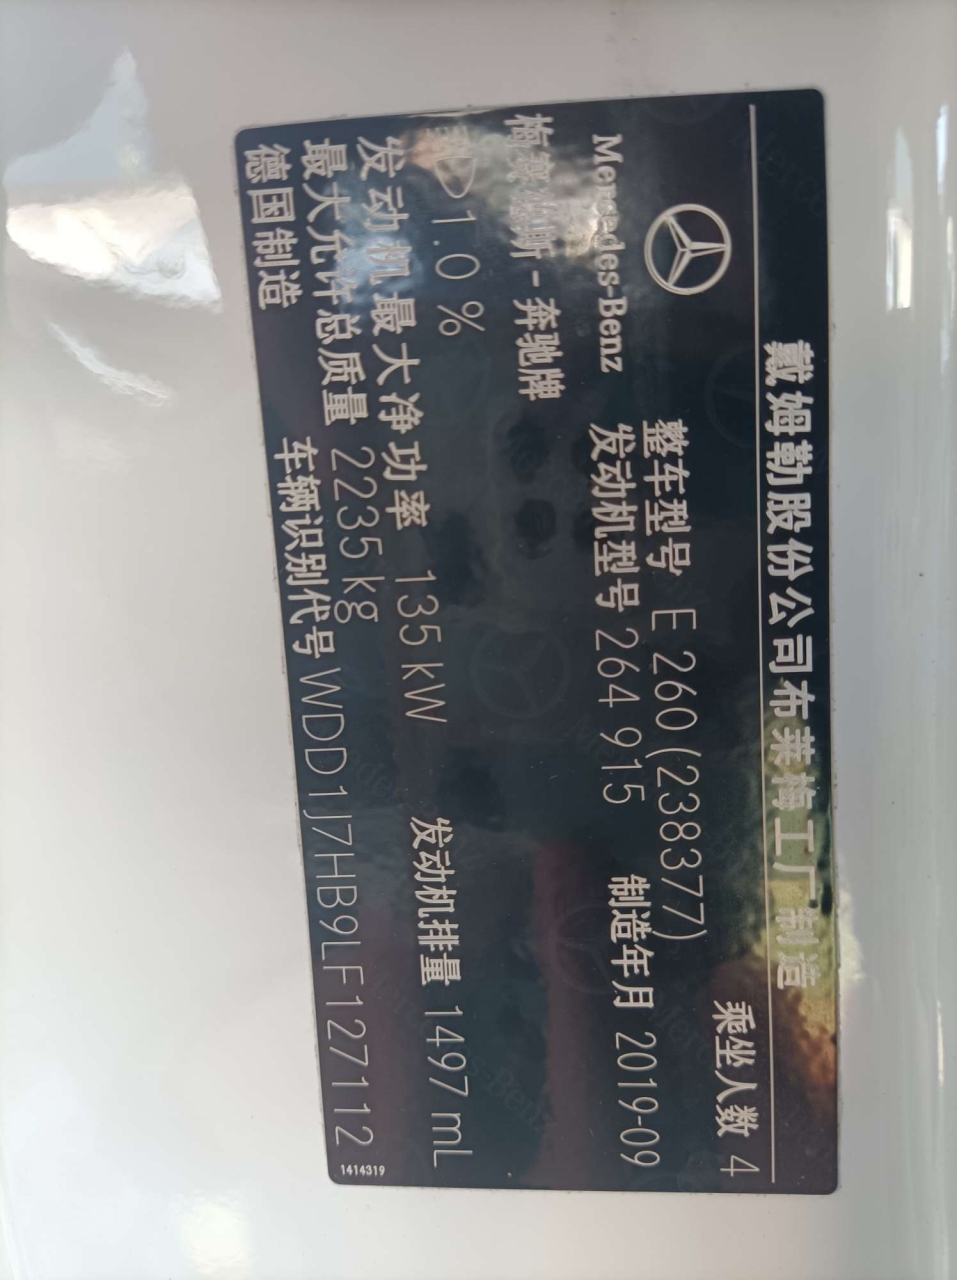 戴姆勒股份公司布莱梅工厂制造
乘坐人数 4
整车型号 E 260(238377)
Mercedes-Benz
发动机型号 264 915 制造年月 2019-09
梅赛德斯-奔驰牌
1.0 %
发动机最大净功率 135 kW 发动机排量 1497 mL
最大允许总质量 2235 kg
德国制造 车辆识别代号 WDD1J7HB9LF127112
1414319